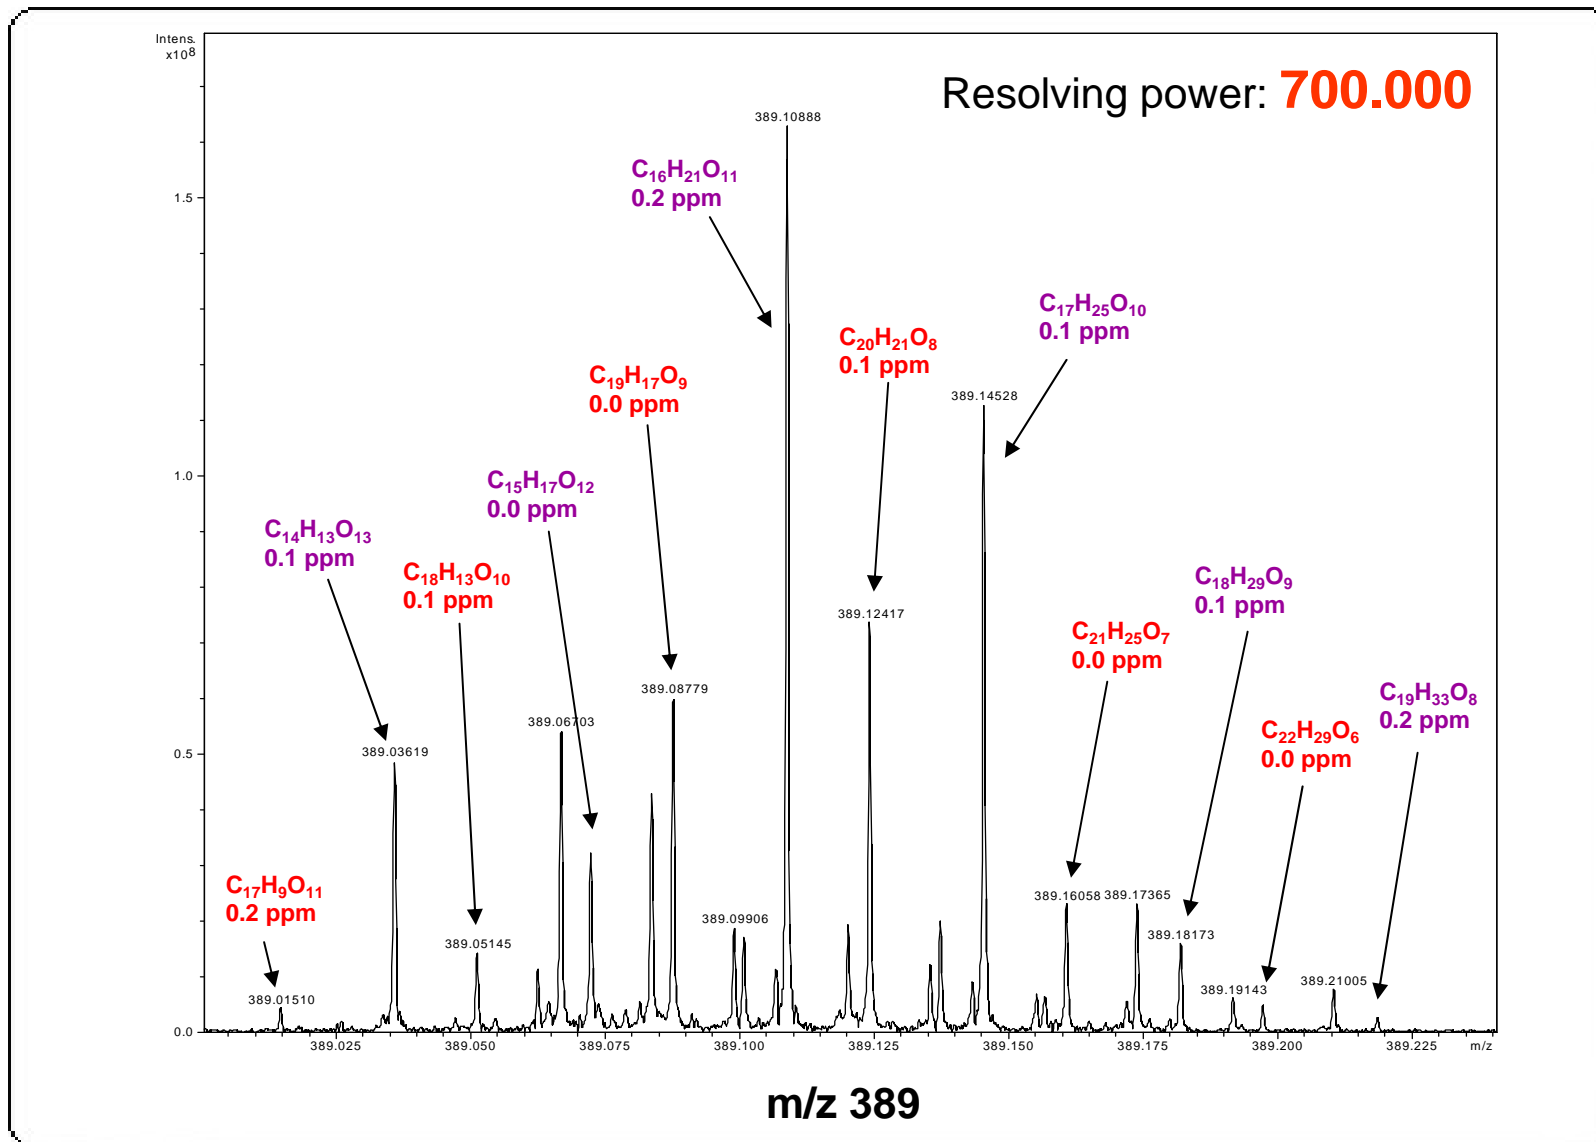 Intens.
x10⁸
Resolving power: 700.000
389.10888
C₁₆H₂₁O₁₁
0.2 ppm
1.5
C₁₇H₂₅O₁₀
0.1 ppm
C₂₀H₂₁O₈
0.1 ppm
C₁₉H₁₇O₉
0.0 ppm
389.14528
1.0
C₁₅H₁₇O₁₂
0.0 ppm
C₁₄H₁₃O₁₃
0.1 ppm
C₁₈H₁₃O₁₀
0.1 ppm
C₁₈H₂₉O₉
0.1 ppm
389.12417
C₂₁H₂₅O₇
0.0 ppm
389.08779
C₁₉H₃₃O₈
0.2 ppm
389.06703
C₂₂H₂₉O₆
0.0 ppm
0.5
389.03619
C₁₇H₉O₁₁
0.2 ppm
389.16058 389.17365
389.09906
389.18173
389.05145
389.21005
389.19143
389.01510
0.0
389.025 389.050 389.075 389.100 389.125 389.150 389.175 389.200 389.225 m/z
m/z 389